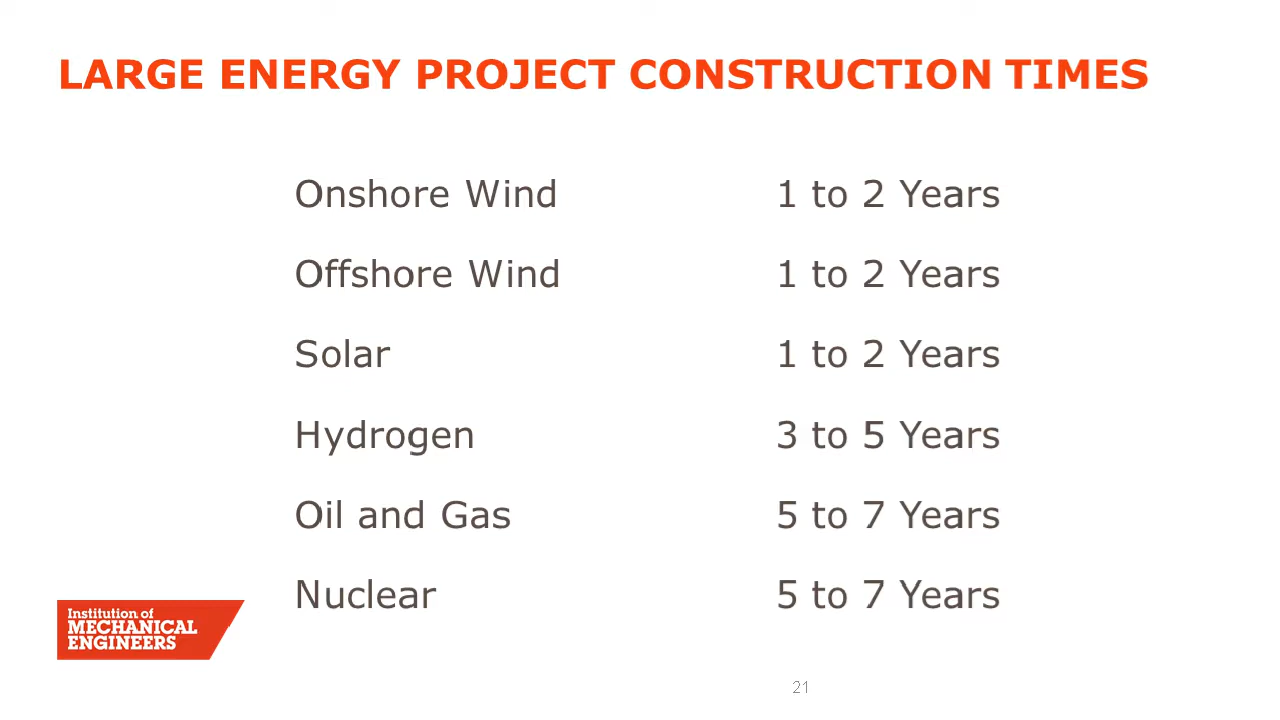 LARGE ENERGY PROJECT CONSTRUCTION TIMES
Onshore Wind 1 to 2 Years
Offshore Wind 1 to 2 Years
Solar 1 to 2 Years
Hydrogen 3 to 5 Years
Oil and Gas 5 to 7 Years
Nuclear 5 to 7 Years
Institution of
MECHANICAL
ENGINEERS
21